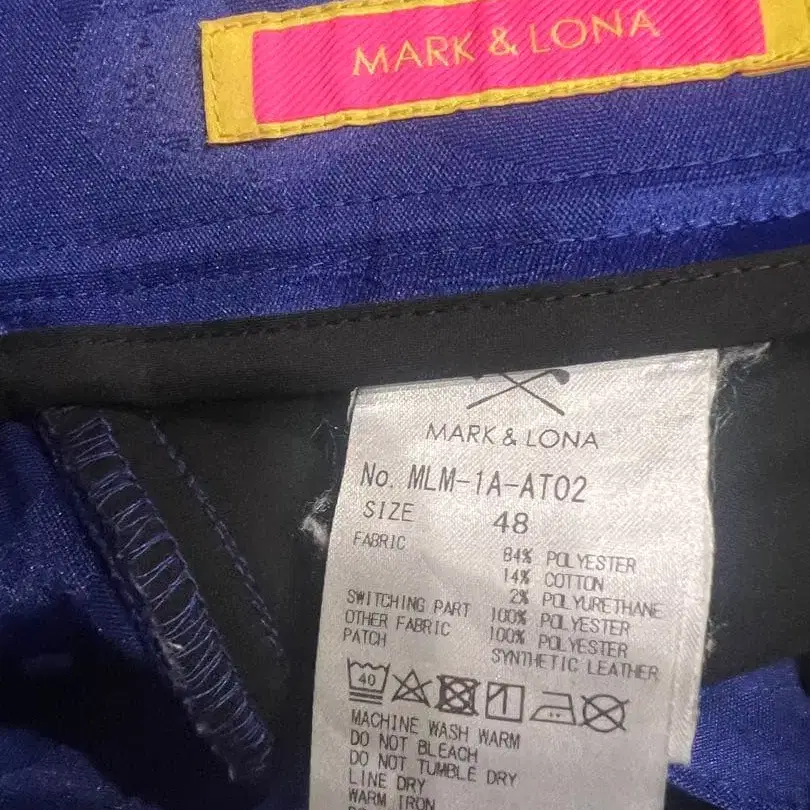 MARK & LONA
MARK & LONA
No. MLM-1A-AT02
SIZE 48
FABRIC 84% POLYESTER
14% COTTON
2% POLYURETHANE
SWITCHING PART 100% POLYESTER
OTHER FABRIC 100% POLYESTER
PATCH SYNTHETIC LEATHER
40
MACHINE WASH WARM
DO NOT BLEACH
DO NOT TUMBLE DRY
LINE DRY
WARM IRON